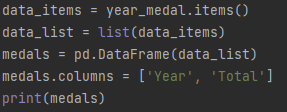 data_items = year_medal.items()
data_list = list(data_items)
medals = pd.DataFrame(data_list)
medals.columns = ['Year', 'Total']
print(medals)